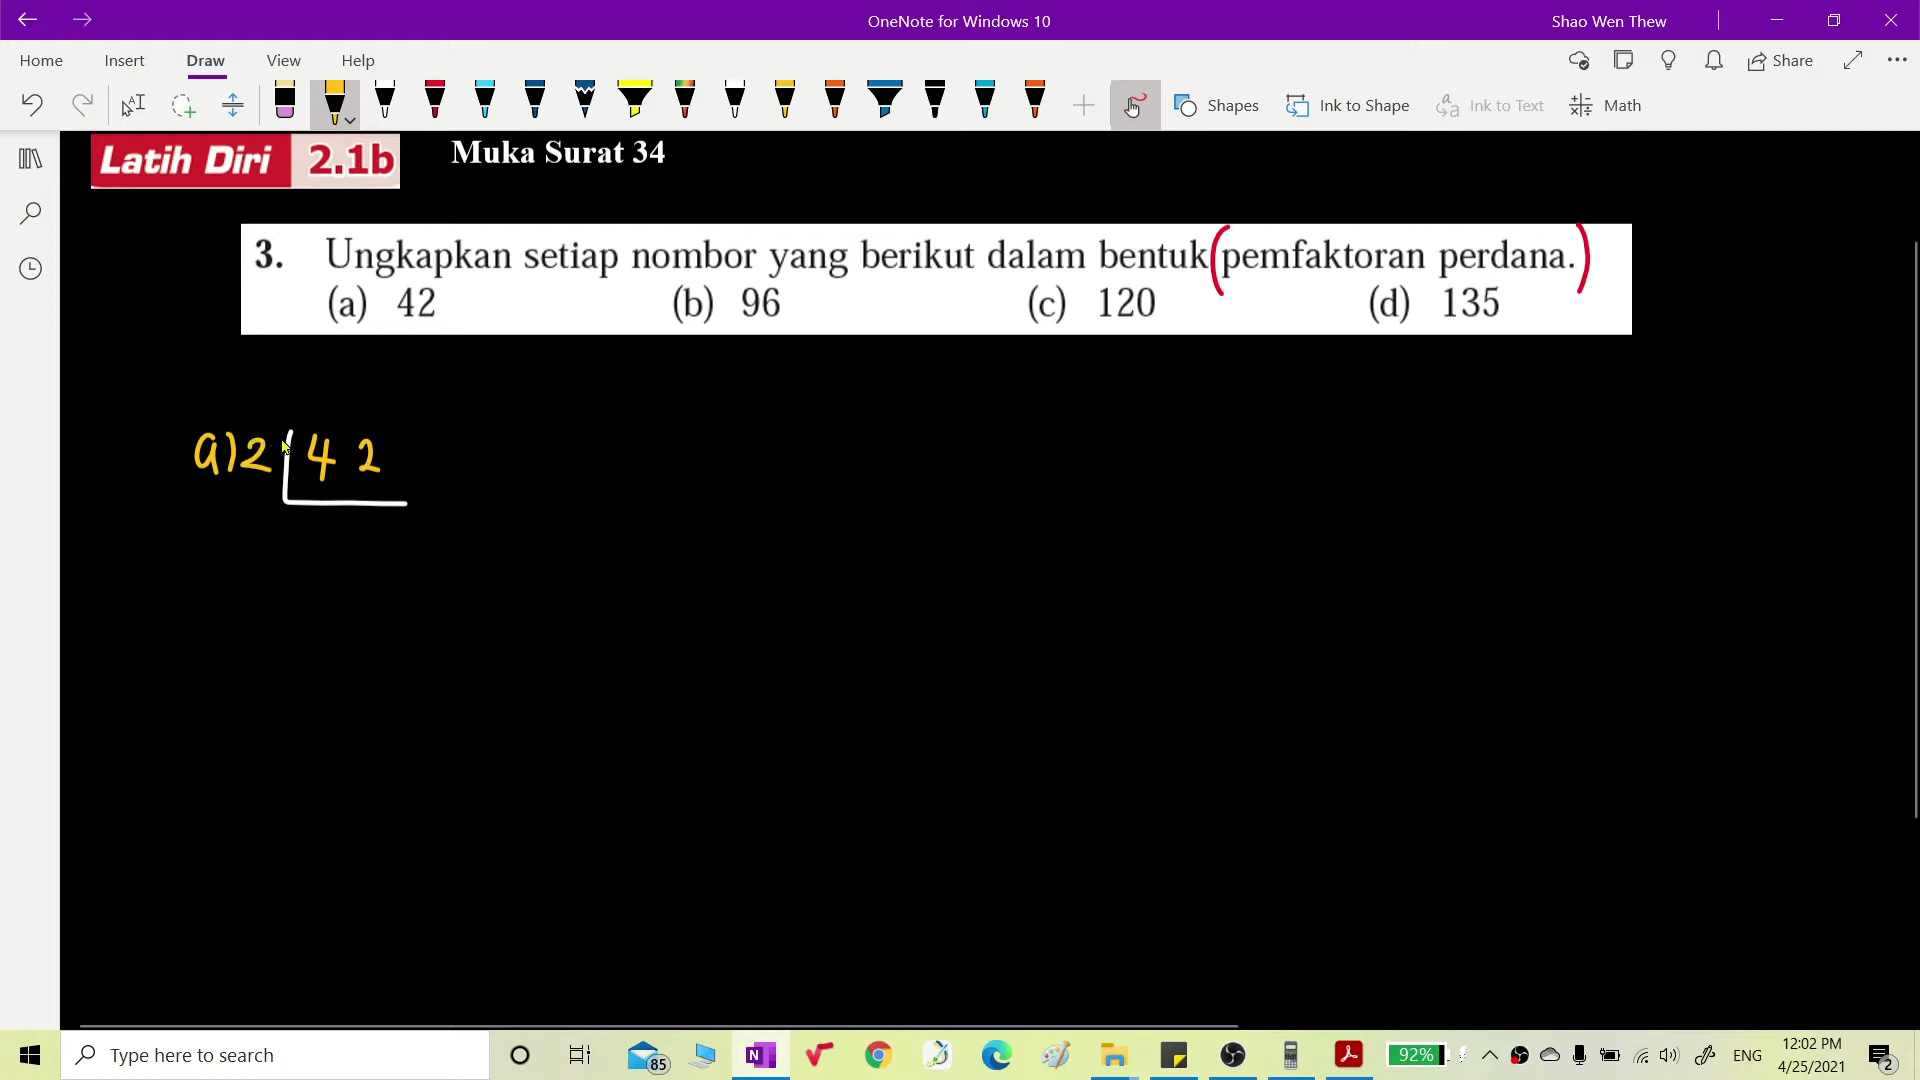 OneNote for Windows 10
Shao Wen Thew
Home Insert Draw View Help
Share
Shapes Ink to Shape Ink to Text Math
Latih Diri 2.1b Muka Surat 34
3. Ungkapkan setiap nombor yang berikut dalam bentuk (pemfaktoran perdana.)
(a) 42 (b) 96 (c) 120 (d) 135
a) 2 42
Type here to search
85
92%
ENG
12:02 PM
4/25/2021
2